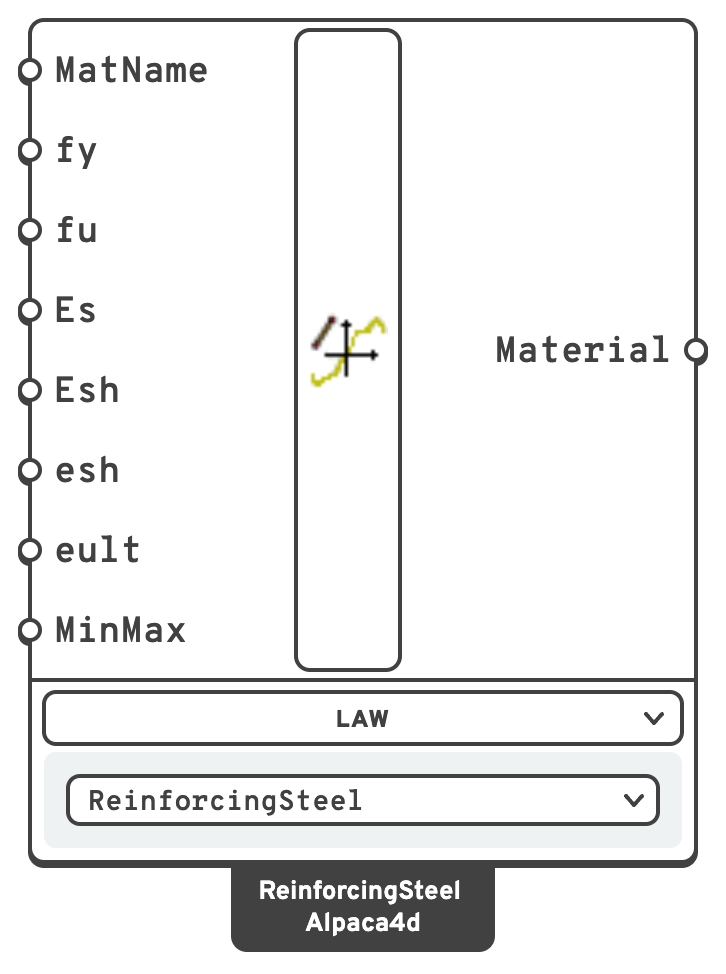 MatName
fy
fu
Es
Esh
esh
eult
MinMax
Material
LAW
ReinforcingSteel
ReinforcingSteel
Alpaca4d